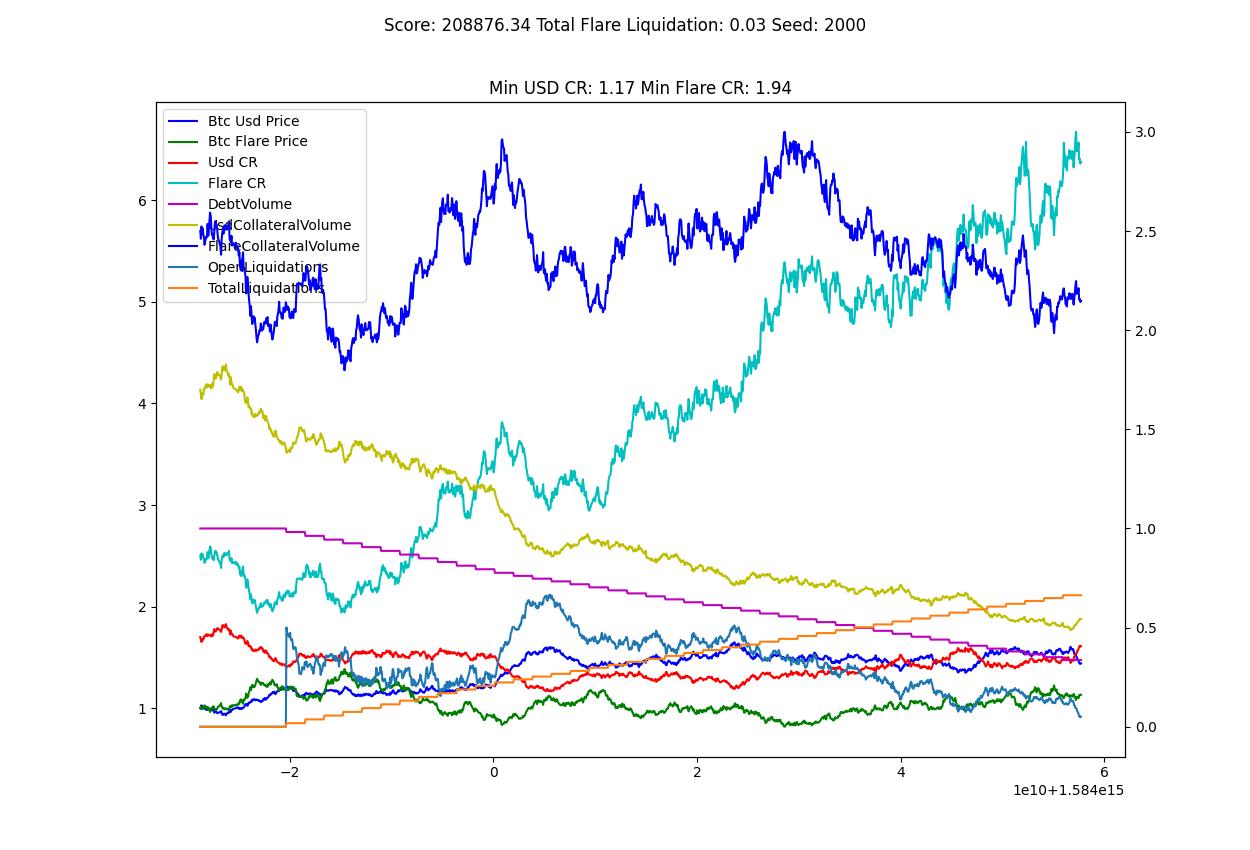 Score: 208876.34 Total Flare Liquidation: 0.03 Seed: 2000
Min USD CR: 1.17 Min Flare CR: 1.94
Btc Usd Price
Btc Flare Price
Usd CR
Flare CR
DebtVolume
UsdCollateralVolume
FlareCollateralVolume
OpenLiquidations
TotalLiquidations
6
5
4
3
2
1
3.0
2.5
2.0
1.5
1.0
0.5
0.0
−2
0
2
4
6
1e10+1.584e15